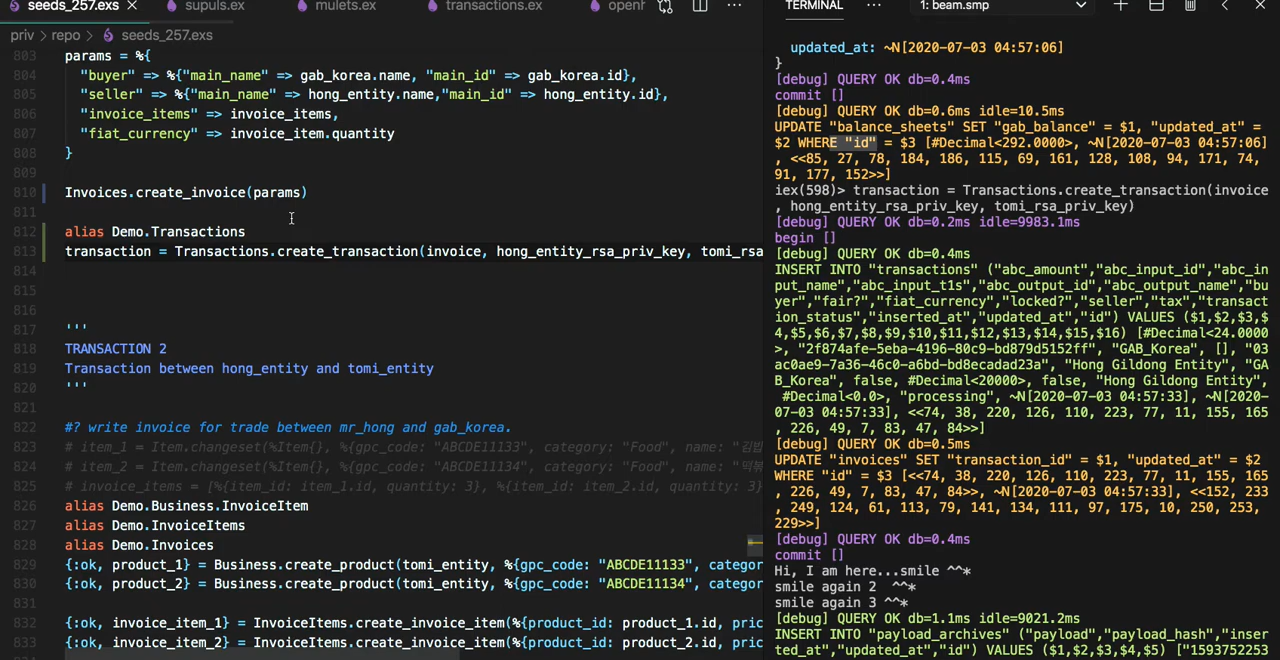 seeds_257.exs
supuls.ex
mulets.ex
transactions.ex
priv > repo > seeds_257.exs
803 params = %{
804 "buyer" => %{"main_name" => gab_korea.name, "main_id" => gab_korea.id},
805 "seller" => %{"main_name" => hong_entity.name,"main_id" => hong_entity.id},
806 "invoice_items" => invoice_items,
807 "fiat_currency" => invoice_item.quantity
808 }
809
810 Invoices.create_invoice(params)
811
812 alias Demo.Transactions
813 transaction = Transactions.create_transaction(invoice, hong_entity_rsa_priv_key, tomi_rsa
814
815
816
817 '''
818 TRANSACTION 2
819 Transaction between hong_entity and tomi_entity
820 '''
821
822 #? write invoice for trade between mr_hong and gab_korea.
823 # item_1 = Item.changeset(%Item{}, %{gpc_code: "ABCDE11133", category: "Food", name: "김밥
824 # item_2 = Item.changeset(%Item{}, %{gpc_code: "ABCDE11134", category: "Food", name: "떡볶
825 # invoice_items = [%{item_id: item_1.id, quantity: 3}, %{item_id: item_2.id, quantity: 3}
826 alias Demo.Business.InvoiceItem
827 alias Demo.InvoiceItems
828 alias Demo.Invoices
829 {:ok, product_1} = Business.create_product(tomi_entity, %{gpc_code: "ABCDE11133", categor
830 {:ok, product_2} = Business.create_product(tomi_entity, %{gpc_code: "ABCDE11134", categor
831
832 {:ok, invoice_item_1} = InvoiceItems.create_invoice_item(%{product_id: product_1.id, pric
833 {:ok, invoice_item_2} = InvoiceItems.create_invoice_item(%{product_id: product_2.id, pric
TERMINAL
1: beam.smp
updated_at: ~N[2020-07-03 04:57:06]
}
[debug] QUERY OK db=0.4ms
commit []
[debug] QUERY OK db=0.6ms idle=10.5ms
UPDATE "balance_sheets" SET "gab_balance" = $1, "updated_at" =
$2 WHERE "id" = $3 [#Decimal<292.0000>, ~N[2020-07-03 04:57:06]
, <<85, 27, 78, 184, 186, 115, 69, 161, 128, 108, 94, 171, 74,
91, 177, 152>>]
iex(598)> transaction = Transactions.create_transaction(invoice
, hong_entity_rsa_priv_key, tomi_rsa_priv_key)
[debug] QUERY OK db=0.2ms idle=9983.1ms
begin []
[debug] QUERY OK db=0.4ms
INSERT INTO "transactions" ("abc_amount","abc_input_id","abc_in
put_name","abc_input_t1s","abc_output_id","abc_output_name","bu
yer","fair?","fiat_currency","locked?","seller","tax","transact
ion_status","inserted_at","updated_at","id") VALUES ($1,$2,$3,$
4,$5,$6,$7,$8,$9,$10,$11,$12,$13,$14,$15,$16) [#Decimal<24.0000
>, "2f874afe-5eba-4196-80c9-bd879d5152ff", "GAB_Korea", [], "03
ac0ae9-7a36-46c0-a6bd-bd8ecadad23a", "Hong Gildong Entity", "GA
B_Korea", false, #Decimal<20000>, false, "Hong Gildong Entity",
#Decimal<0.0>, "processing", ~N[2020-07-03 04:57:33], ~N[2020-
07-03 04:57:33], <<74, 38, 220, 126, 110, 223, 77, 11, 155, 165
, 226, 49, 7, 83, 47, 84>>]
[debug] QUERY OK db=0.5ms
UPDATE "invoices" SET "transaction_id" = $1, "updated_at" = $2
WHERE "id" = $3 [<<74, 38, 220, 126, 110, 223, 77, 11, 155, 165
, 226, 49, 7, 83, 47, 84>>, ~N[2020-07-03 04:57:33], <<152, 233
, 249, 124, 61, 113, 79, 141, 134, 111, 97, 175, 10, 250, 253,
229>>]
[debug] QUERY OK db=0.4ms
commit []
Hi, I am here...smile ^^*
smile again 2  ^^*
smile again 3 ^^*
[debug] QUERY OK db=1.1ms idle=9021.2ms
INSERT INTO "payload_archives" ("payload","payload_hash","inser
ted_at","updated_at","id") VALUES ($1,$2,$3,$4,$5) ["1593752253